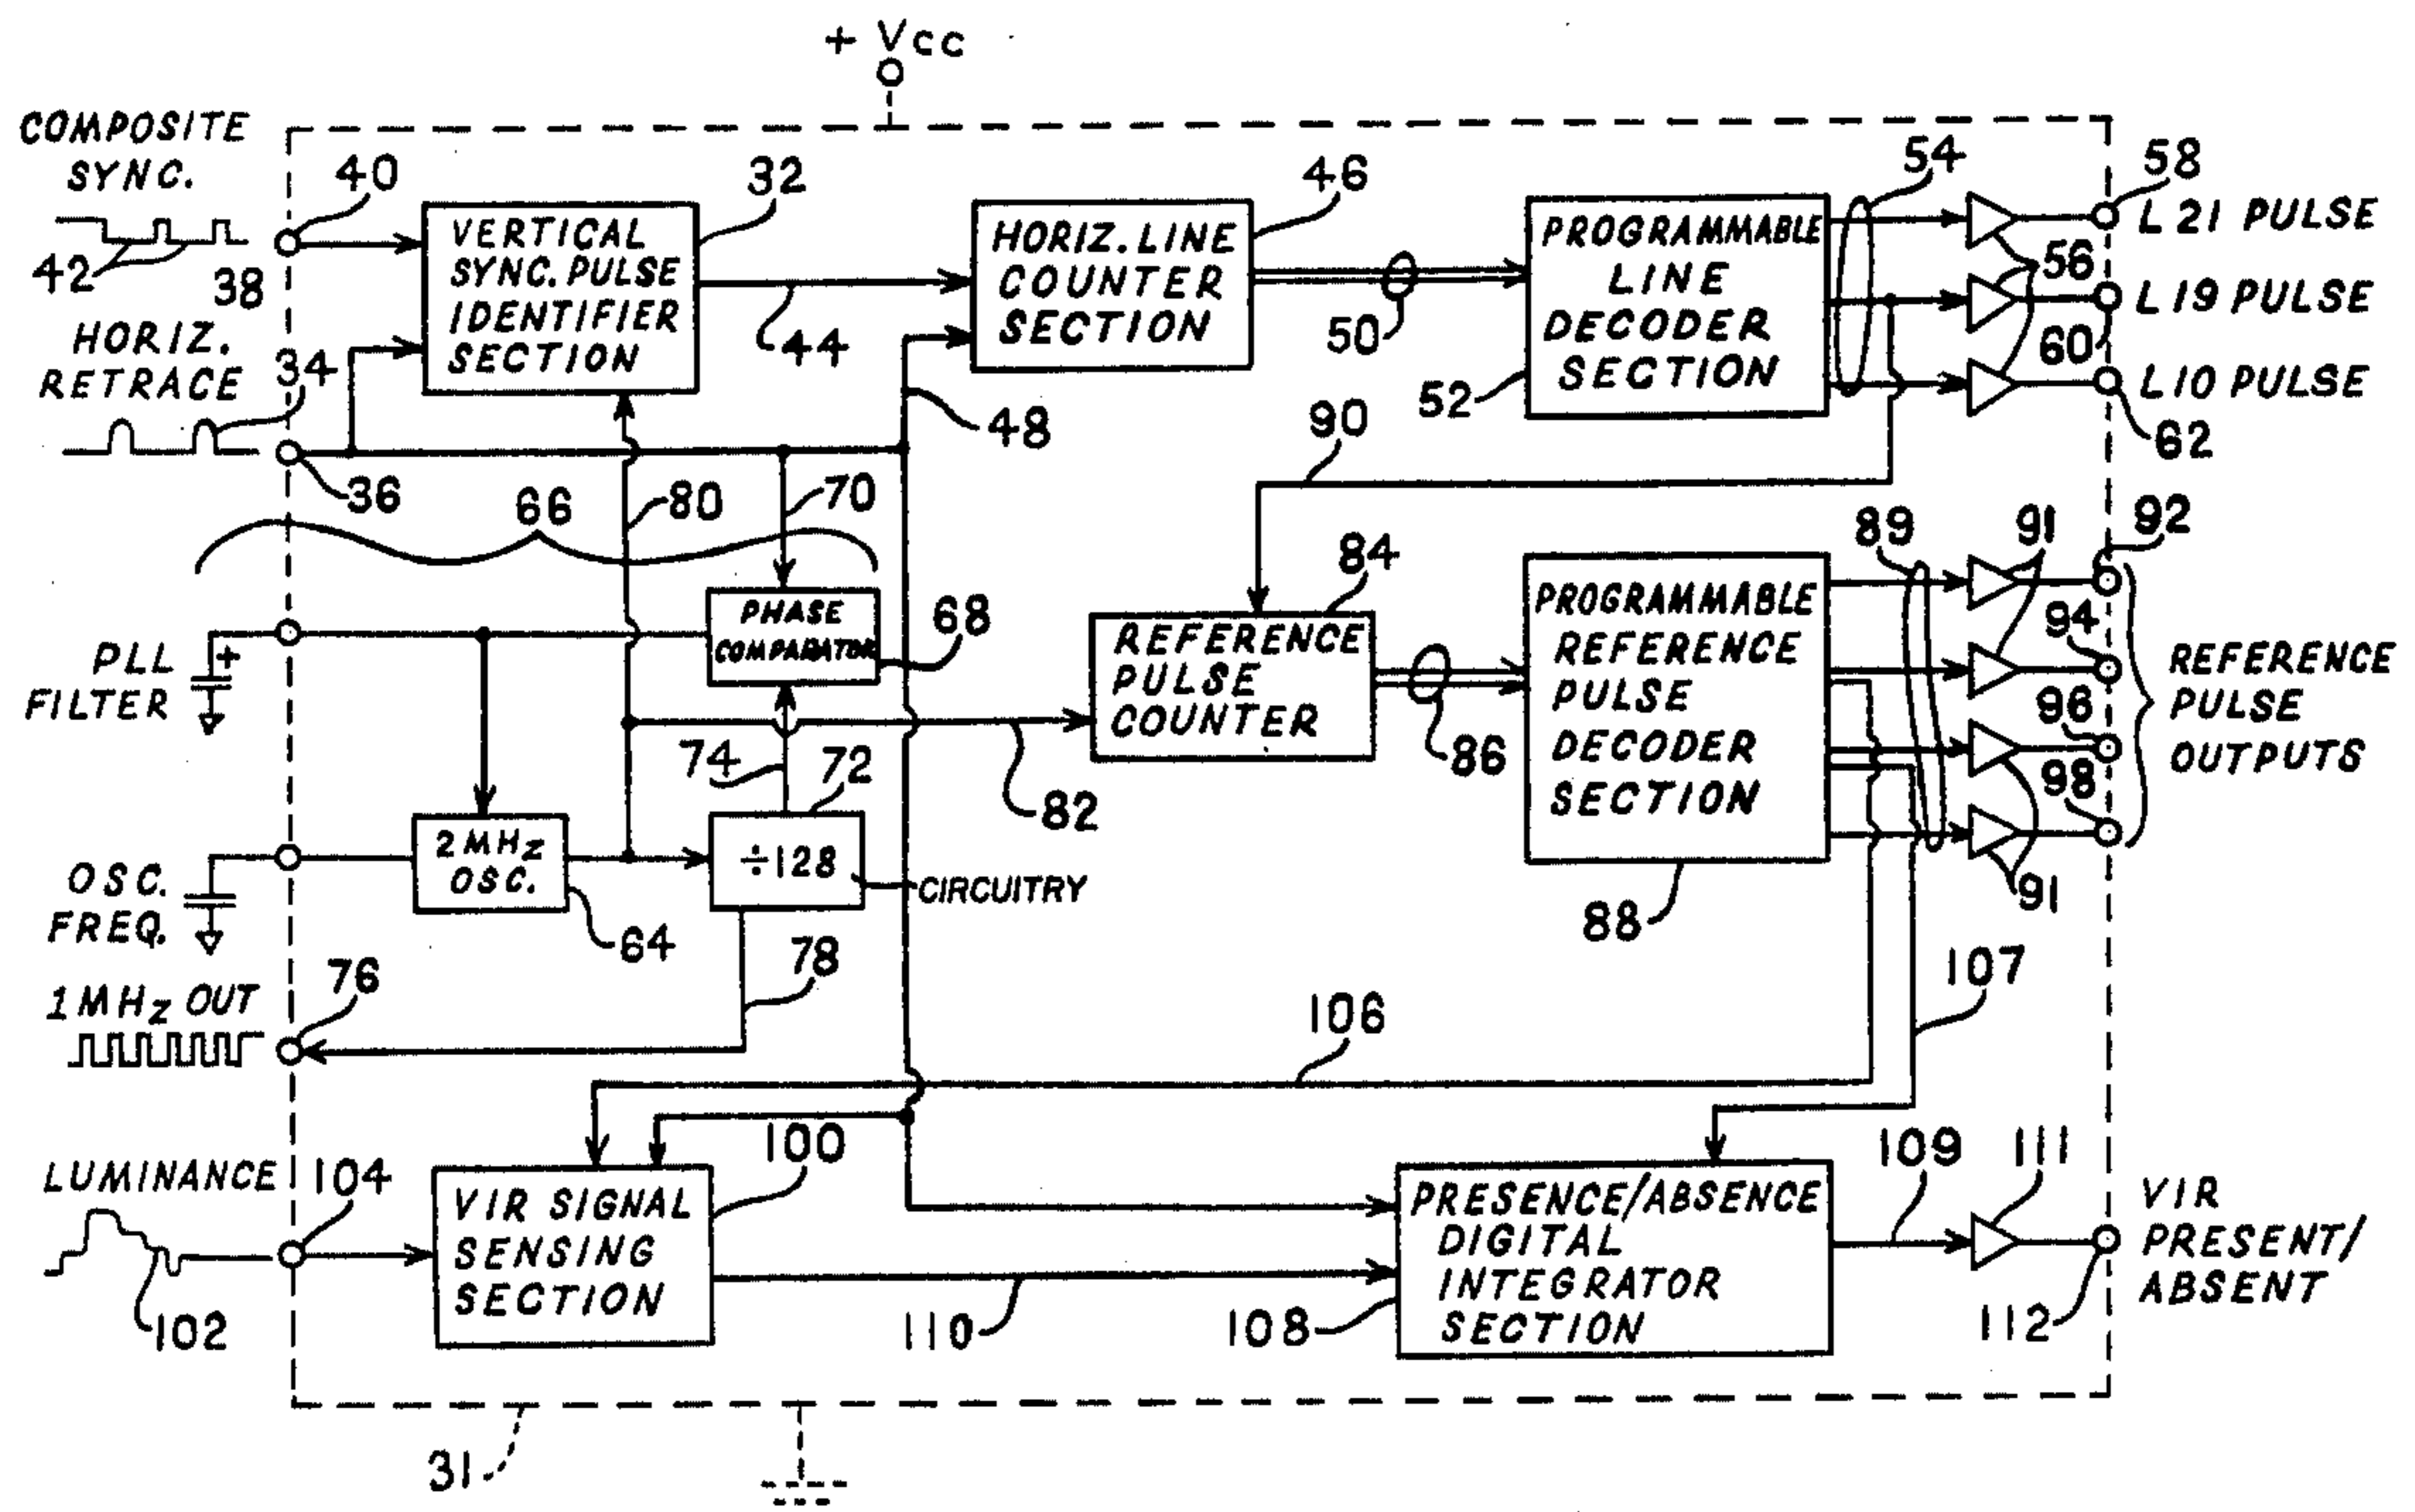 + Vcc
COMPOSITE
SYNC.
40
42
38
HORIZ.
RETRACE
34
36
VERTICAL
SYNC. PULSE
IDENTIFIER
SECTION
32
44
HORIZ. LINE
COUNTER
SECTION
46
48
50
PROGRAMMABLE
LINE
DECODER
SECTION
52
54
56
58
L 21 PULSE
L 19 PULSE
60
L 10 PULSE
62
66
80
70
90
PLL
FILTER
+
PHASE
COMPARATOR
68
REFERENCE
PULSE
COUNTER
84
82
86
PROGRAMMABLE
REFERENCE
PULSE
DECODER
SECTION
88
89
91
92
94
96
98
91
REFERENCE
PULSE
OUTPUTS
OSC.
FREQ.
2 MHz
OSC.
64
74
72
÷128
CIRCUITRY
78
1 MHz OUT
76
106
107
LUMINANCE
104
102
VIR SIGNAL
SENSING
SECTION
100
110
108
PRESENCE/ABSENCE
DIGITAL
INTEGRATOR
SECTION
109
111
VIR
PRESENT/
ABSENT
112
31